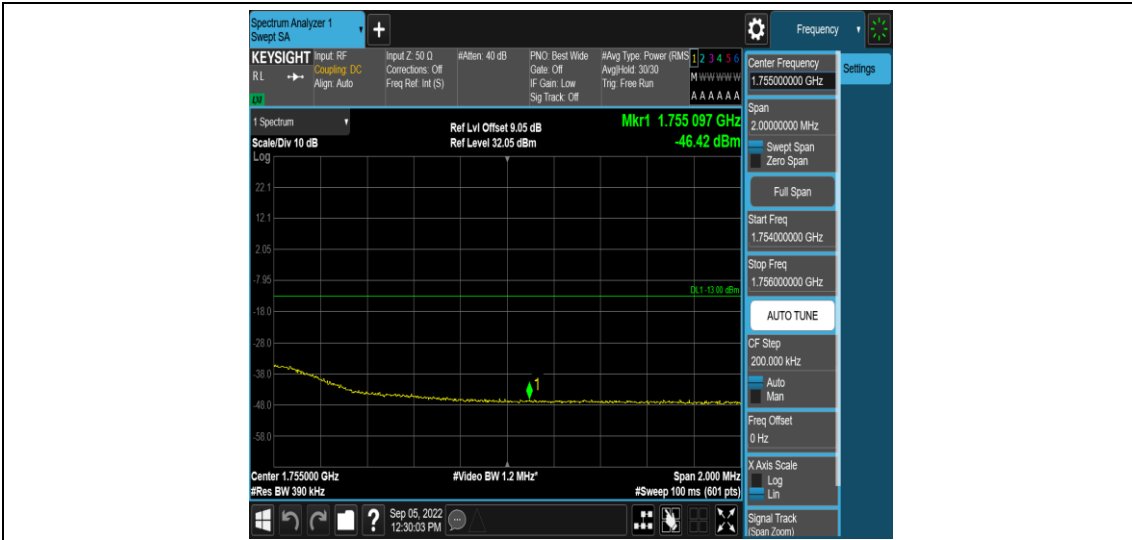 Spectrum Analyzer 1
Swept SA
Frequency
KEYSIGHT
RL
LXI
Input: RF
Coupling: DC
Align: Auto
Input Z: 50 Ω
Corrections: Off
Freq Ref: Int (S)
#Atten: 40 dB
PNO: Best Wide
Gate: Off
IF Gain: Low
Sig Track: Off
#Avg Type: Power (RMS
Avg|Hold: 30/30
Trig: Free Run
1 2 3 4 5 6
M W W W W W
A A A A A A
1 Spectrum
Scale/Div 10 dB
Log
Ref Lvl Offset 9.05 dB
Ref Level 32.05 dBm
Mkr1 1.755 097 GHz
-46.42 dBm
22.1
12.1
2.05
-7.95
DL1 -13.00 dBm
-18.0
-28.0
-38.0
1
-48.0
-58.0
Center 1.755000 GHz
#Video BW 1.2 MHz*
Span 2.000 MHz
#Res BW 390 kHz
#Sweep 100 ms (601 pts)
Sep 05, 2022
12:30:03 PM
Center Frequency
1.755000000 GHz
Settings
Span
2.00000000 MHz
Swept Span
Zero Span
Full Span
Start Freq
1.754000000 GHz
Stop Freq
1.756000000 GHz
AUTO TUNE
CF Step
200.000 kHz
Auto
Man
Freq Offset
0 Hz
X Axis Scale
Log
Lin
Signal Track
(Span Zoom)